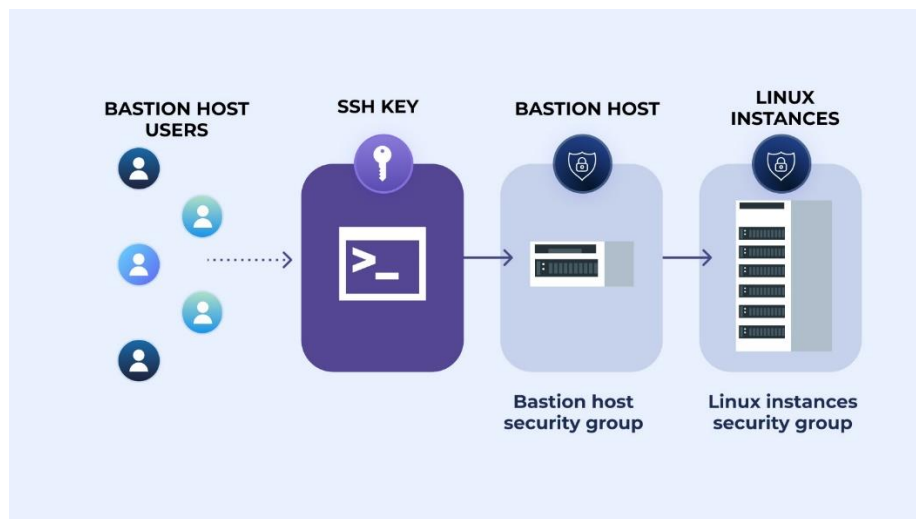 BASTION HOST
USERS
SSH KEY
BASTION HOST
LINUX
INSTANCES
>_
Bastion host
security group
Linux instances
security group